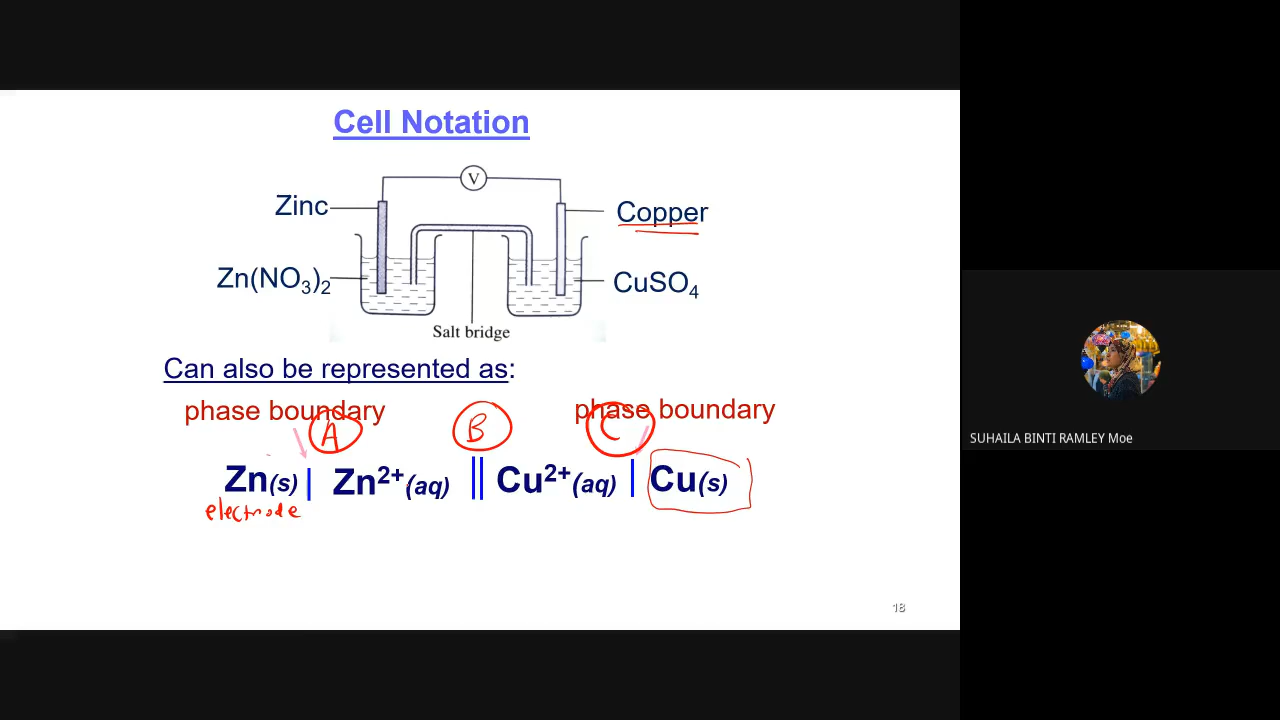 Cell Notation
V
Zinc
Copper
Zn(NO₃)₂
CuSO₄
Salt bridge
Can also be represented as:
phase boundary
phase boundary
A
B
C
Zn(s) | Zn²⁺(aq) || Cu²⁺(aq) | Cu(s)
electrode
18
SUHAILA BINTI RAMLEY Moe